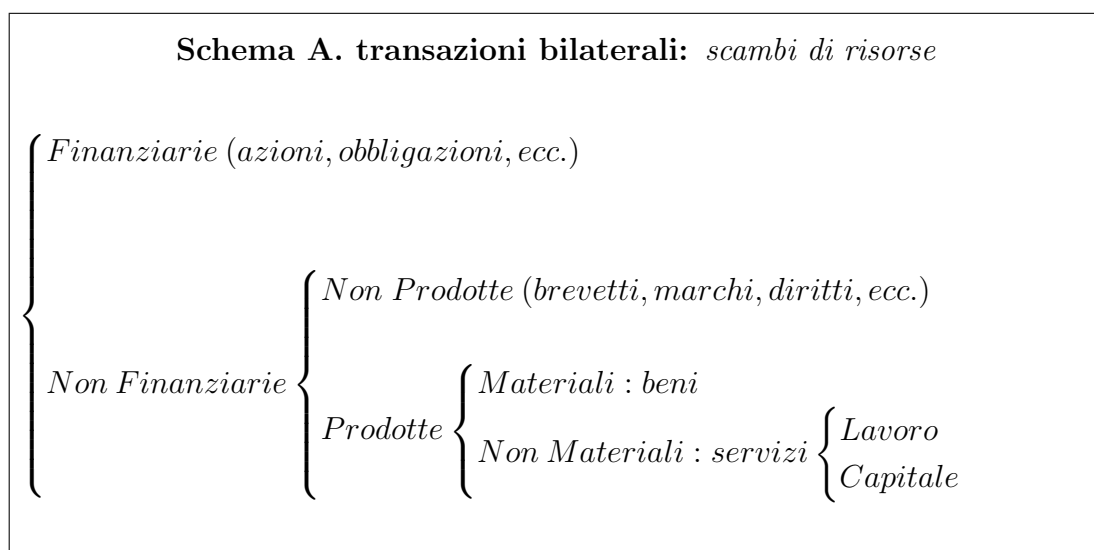 Schema A. transazioni bilaterali: scambi di risorse
Finanziarie (azioni, obbligazioni, ecc.)
Non Prodotte (brevetti, marchi, diritti, ecc.)
Non Finanziarie
Materiali : beni
Prodotte
Non Materiali : servizi
Lavoro
Capitale